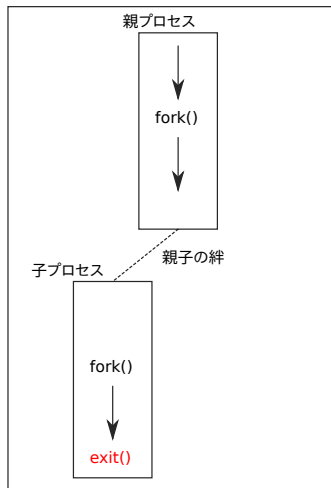 親プロセス
fork()
親子の絆
子プロセス
fork()
exit()